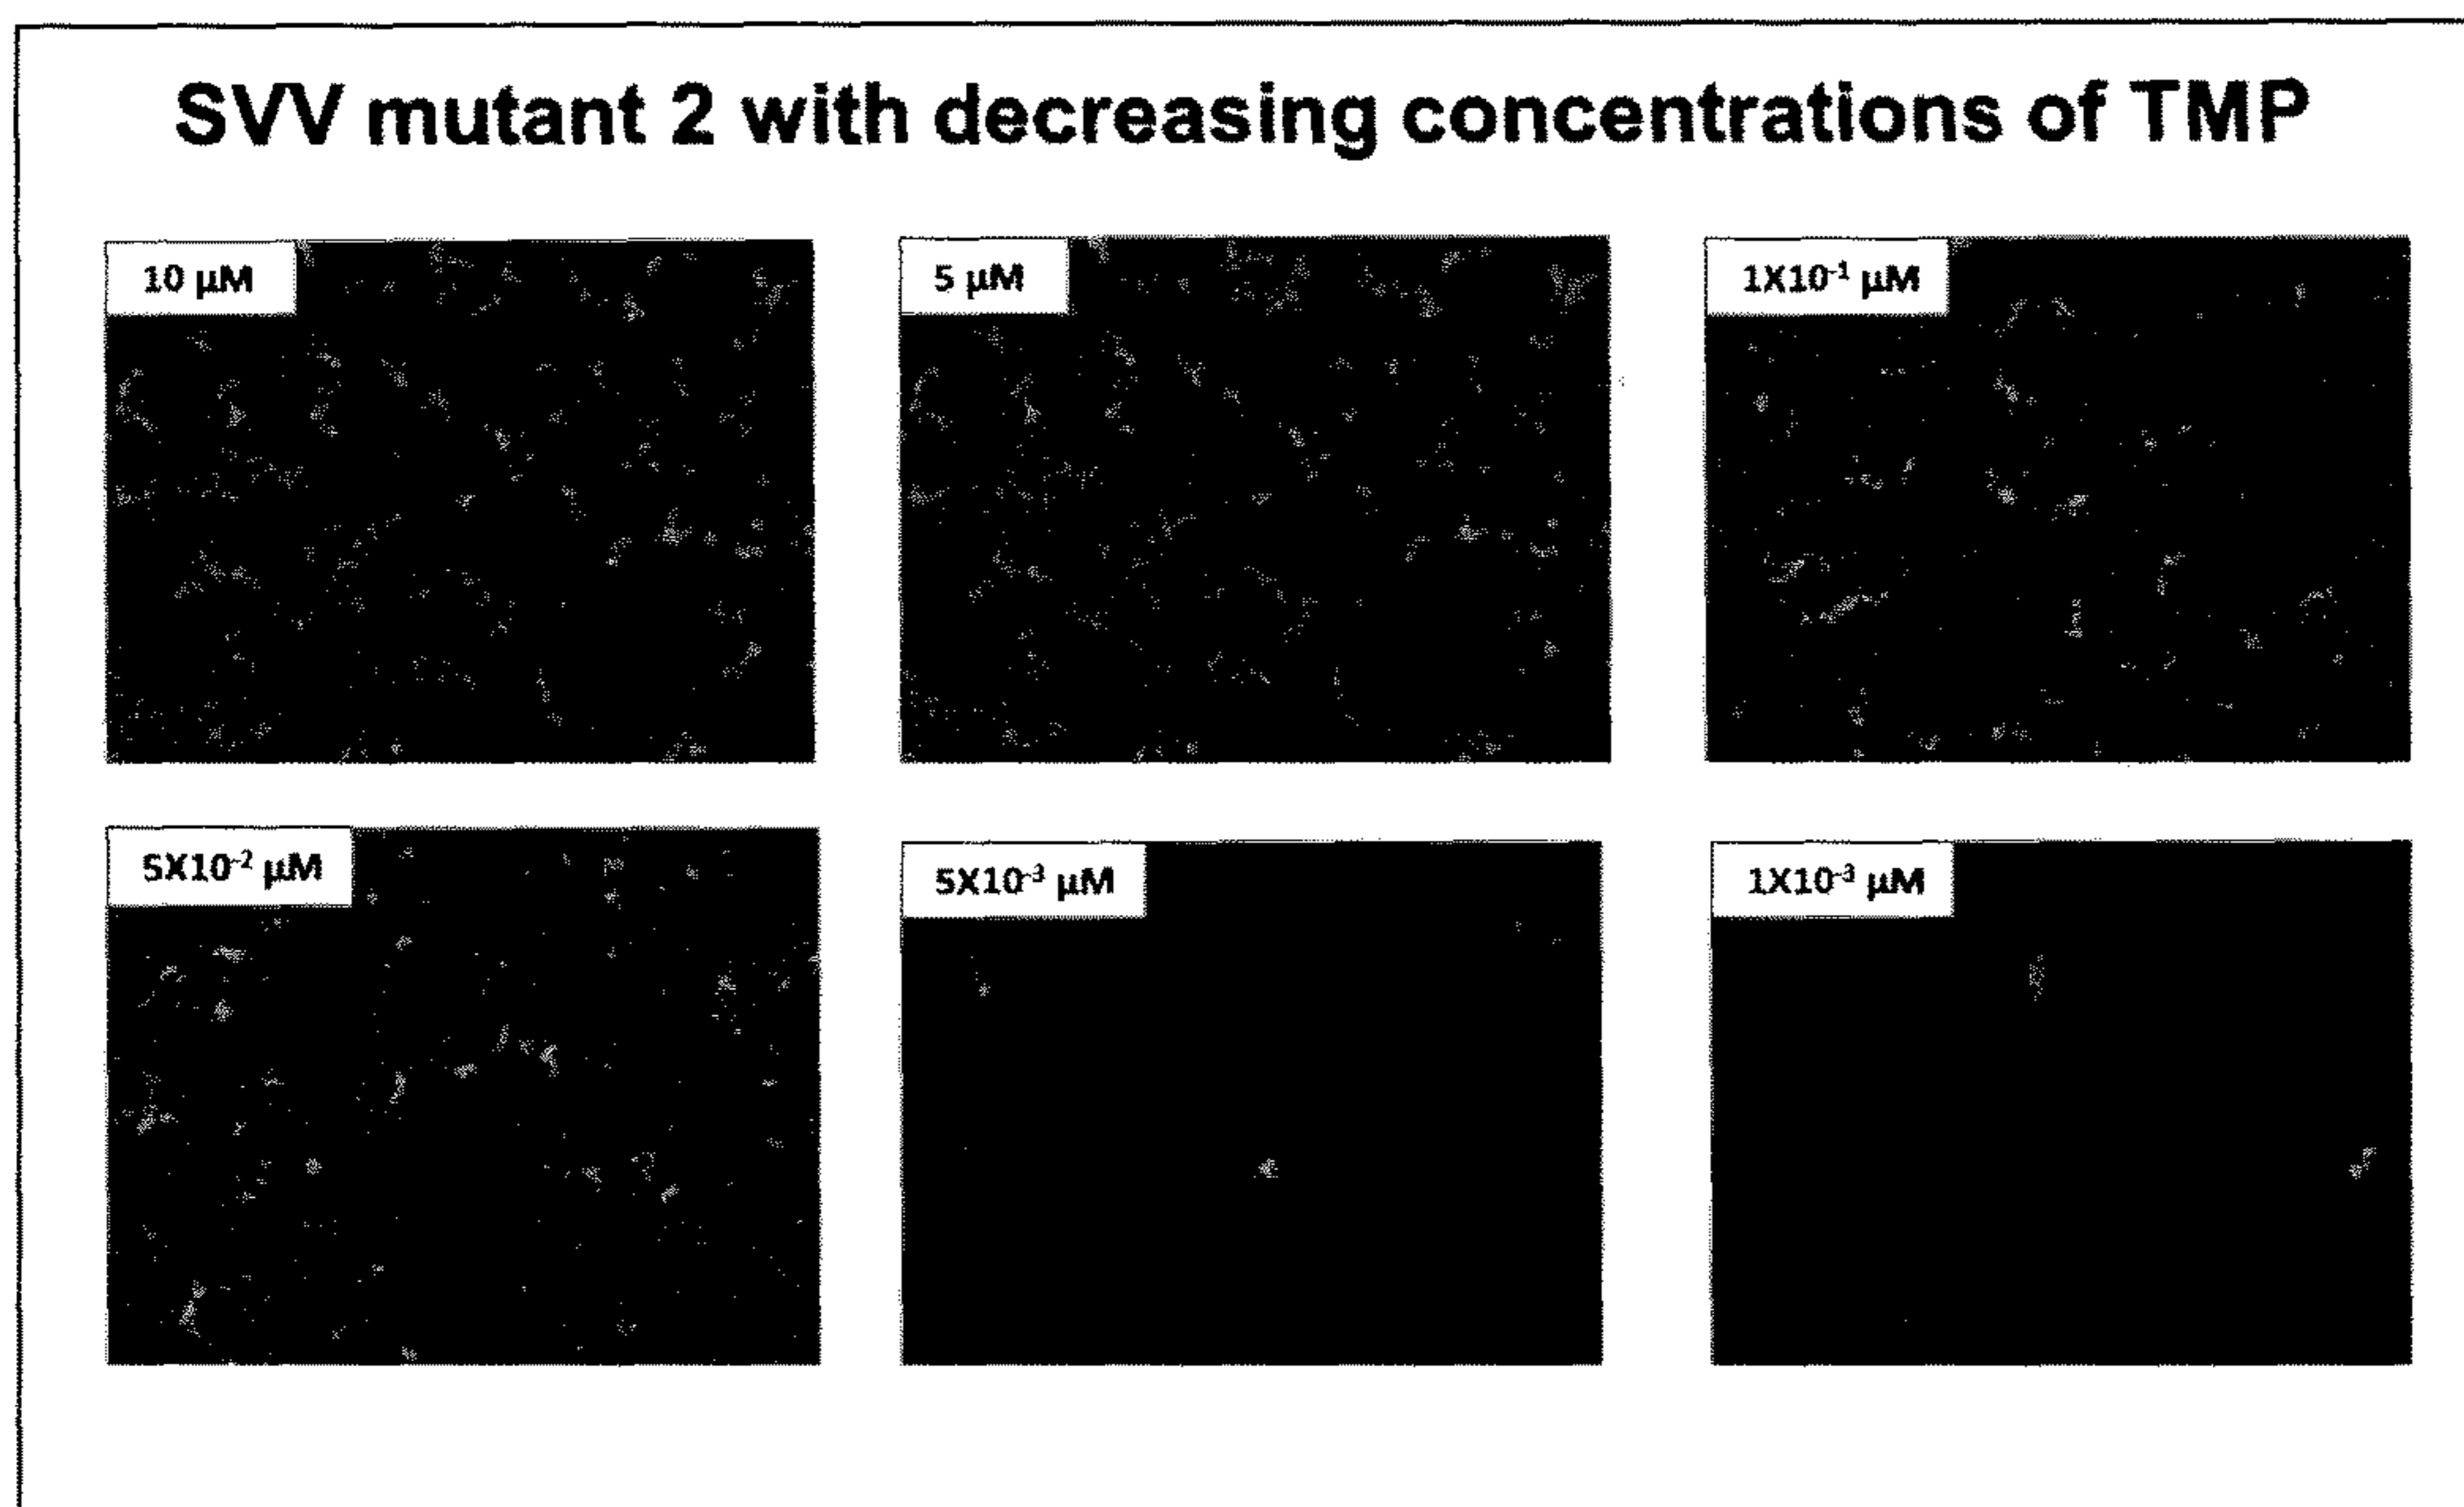 SVV mutant 2 with decreasing concentrations of TMP
10 µM
5 µM
1X10⁻¹ µM
5X10⁻² µM
5X10⁻³ µM
1X10⁻³ µM